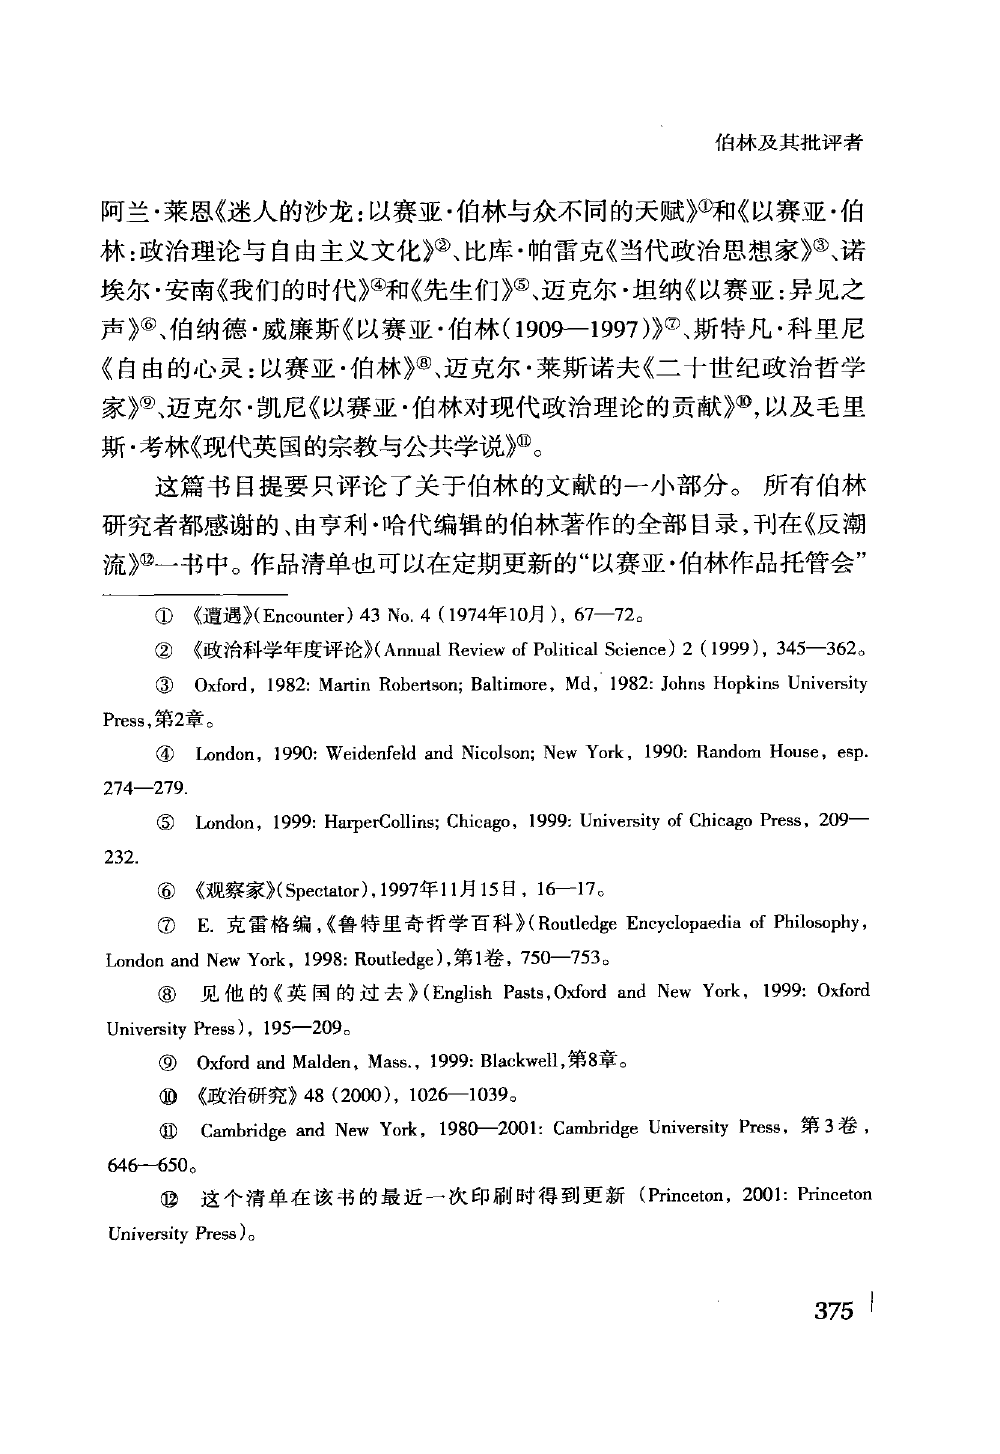 伯林及其批评者
阿兰·莱恩《迷人的沙龙:以赛亚·伯林与众不同的天赋》①和《以赛亚·伯
林:政治理论与自由主义文化》②、比库·帕雷克《当代政治思想家》③、诺
埃尔·安南《我们的时代》④和《先生们》⑤、迈克尔·坦纳《以赛亚:异见之
声》⑥、伯纳德·威廉斯《以赛亚·伯林(1909—1997)》⑦、斯特凡·科里尼
《自由的心灵:以赛亚·伯林》⑧、迈克尔·莱斯诺夫《二十世纪政治哲学
家》⑨、迈克尔·凯尼《以赛亚·伯林对现代政治理论的贡献》⑩,以及毛里
斯·考林《现代英国的宗教与公共学说》⑪。
这篇书目提要只评论了关于伯林的文献的一小部分。 所有伯林
研究者都感谢的、由亨利·哈代编辑的伯林著作的全部目录,刊在《反潮
流》⑫一书中。作品清单也可以在定期更新的“以赛亚·伯林作品托管会”
① 《遭遇》(Encounter) 43 No. 4 (1974年10月), 67—72。
② 《政治科学年度评论》(Annual Review of Political Science) 2 (1999), 345—362。
③ Oxford, 1982: Martin Robertson; Baltimore, Md, 1982: Johns Hopkins University
Press,第2章。
④ London, 1990: Weidenfeld and Nicolson; New York, 1990: Random House, esp.
274—279.
⑤ London, 1999: HarperCollins; Chicago, 1999: University of Chicago Press, 209—
232.
⑥ 《观察家》(Spectator),1997年11月15日, 16—17。
⑦ E. 克雷格编,《鲁特里奇哲学百科》(Routledge Encyclopaedia of Philosophy,
London and New York, 1998: Routledge),第1卷, 750—753。
⑧ 见他的《英国的过去》(English Pasts,Oxford and New York, 1999: Oxford
University Press), 195—209。
⑨ Oxford and Malden, Mass., 1999: Blackwell,第8章。
⑩ 《政治研究》48 (2000), 1026—1039。
⑪ Cambridge and New York, 1980—2001: Cambridge University Press, 第3卷,
646—650。
⑫ 这个清单在该书的最近一次印刷时得到更新 (Princeton, 2001: Princeton
University Press)。
375